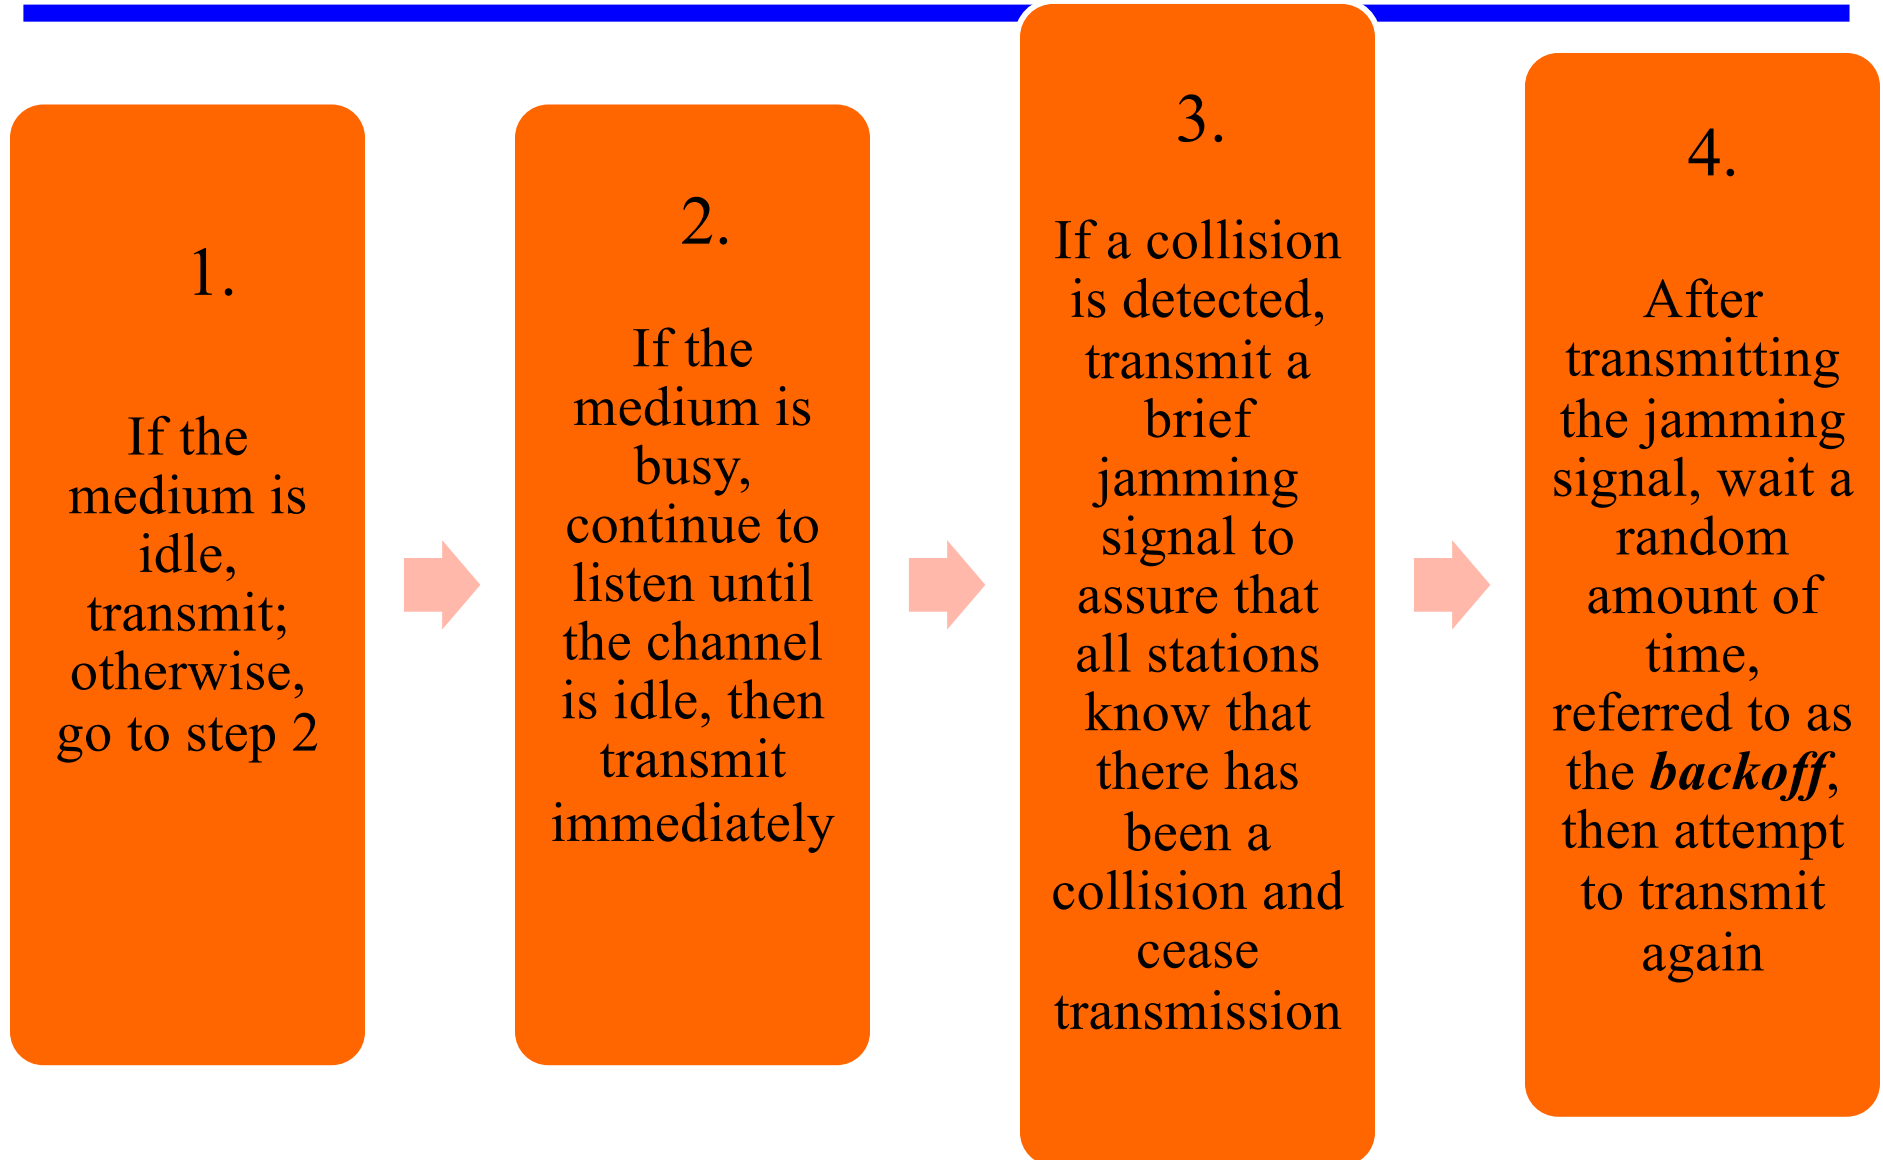 1.
If the
medium is
idle,
transmit;
otherwise,
go to step 2
2.
If the
medium is
busy,
continue to
listen until
the channel
is idle, then
transmit
immediately
3.
If a collision
is detected,
transmit a
brief
jamming
signal to
assure that
all stations
know that
there has
been a
collision and
cease
transmission
4.
After
transmitting
the jamming
signal, wait a
random
amount of
time,
referred to as
the backoff,
then attempt
to transmit
again